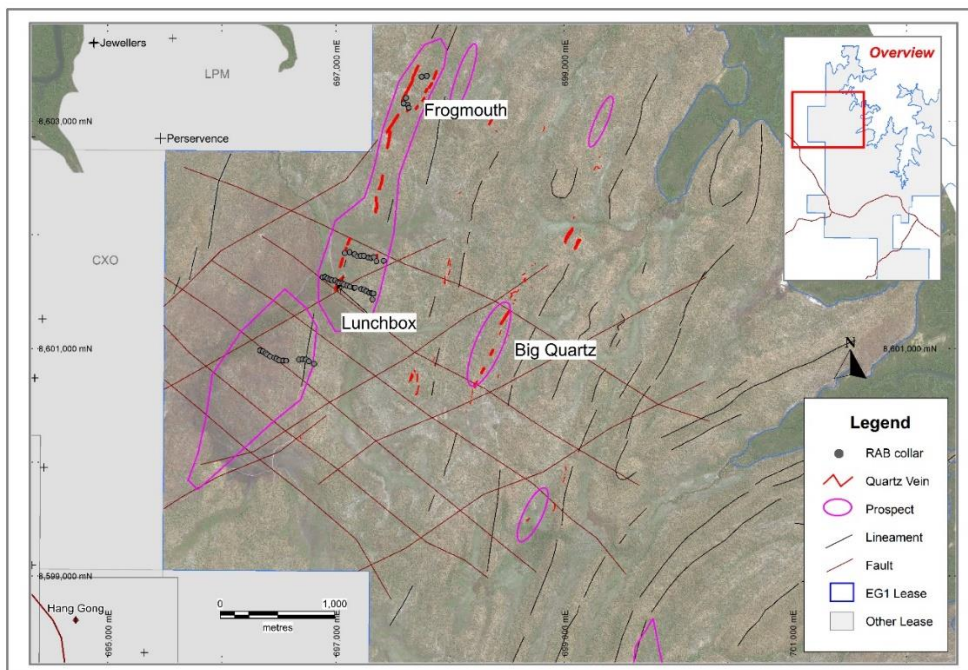 Jewellers
LPM
697,000 mE
699,000 mE
Overview
8,603,000 mN
Frogmouth
Perservence
CXO
Lunchbox
Big Quartz
8,601,000 mN
8,601,000 mN
N
Legend
RAB collar
Quartz Vein
Prospect
Lineament
Fault
EG1 Lease
Other Lease
8,599,000 mN
Hang Gong
0
1,000
metres
695,000 mE
697,000 mE
699,000 mE
701,000 mE